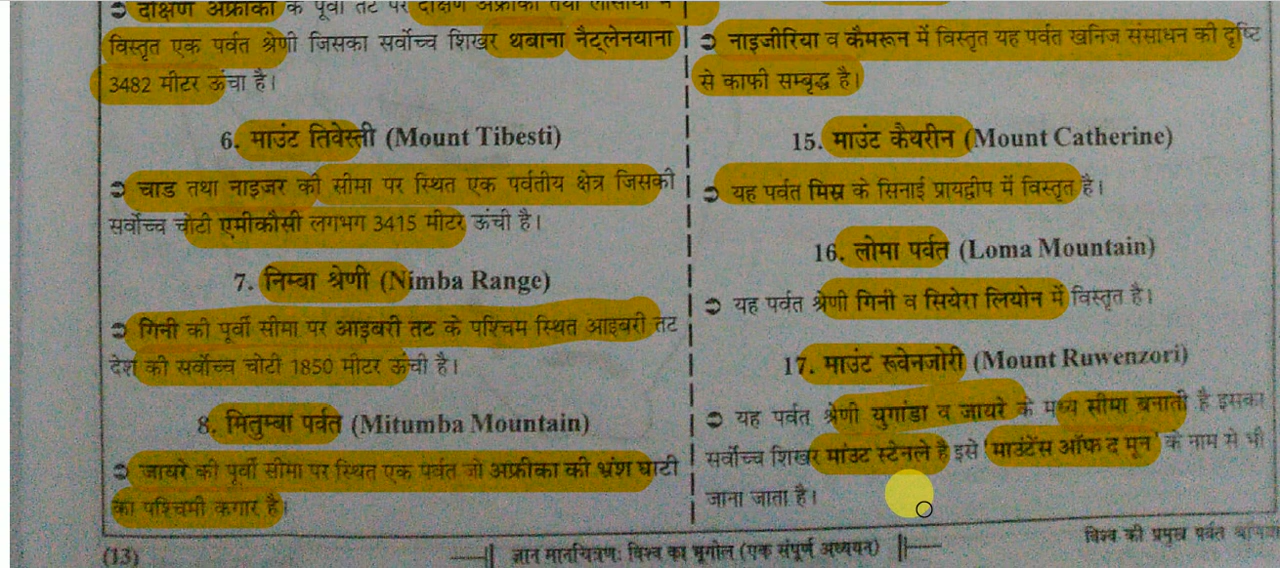 दक्षिण अफ्रीका के पूर्वी तट पर दक्षिण अफ्रीका तथा
विस्तृत एक पर्वत श्रेणी जिसका सर्वोच्च शिखर थबाना नैट्लेनयाना
3482 मीटर ऊंचा है।
6. माउंट तिवेस्ती (Mount Tibesti)
चाड तथा नाइजर की सीमा पर स्थित एक पर्वतीय क्षेत्र जिसकी
सर्वोच्च चोटी एमीकौसी लगभग 3415 मीटर ऊंची है।
7. निम्बा श्रेणी (Nimba Range)
गिनी की पूर्वी सीमा पर आइबरी तट के पश्चिम स्थित आइबरी तट
देश की सर्वोच्च चोटी 1850 मीटर ऊंची है।
8. मितुम्बा पर्वत (Mitumba Mountain)
जायरे की पूर्वी सीमा पर स्थित एक पर्वत जो अफ्रीका की भ्रंश घाटी
का पश्चिमी कगार है।
नाइजीरिया व कैमरून में विस्तृत यह पर्वत खनिज संसाधन की दृष्टि
से काफी सम्बृद्ध है।
15. माउंट कैथरीन (Mount Catherine)
यह पर्वत मिस्र के सिनाई प्रायद्वीप में विस्तृत है।
16. लोमा पर्वत (Loma Mountain)
यह पर्वत श्रेणी गिनी व सियेरा लियोन में विस्तृत है।
17. माउंट रूवेनजोरी (Mount Ruwenzori)
यह पर्वत श्रेणी युगांडा व जायरे के मध्य सीमा बनाती है इसका
सर्वोच्च शिखर मांउट स्टेनले है इसे 'माउंटेंस ऑफ द मून' के नाम से भी
जाना जाता है।
विश्व की प्रमुख पर्वत
(13) ज्ञान मानचित्रण: विश्व का भूगोल (एक संपूर्ण अध्ययन)